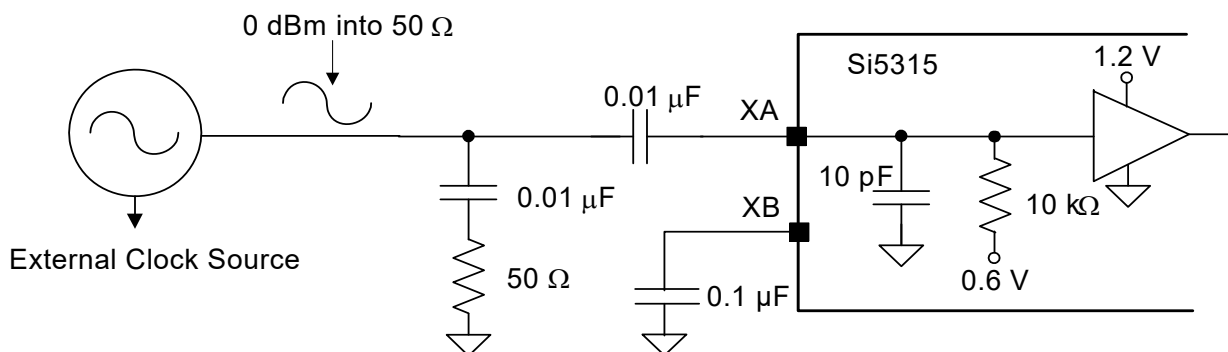 0 dBm into 50 Ω
Si5315
1.2 V
0.01 μF
XA
10 pF
0.01 μF
XB
10 kΩ
External Clock Source
50 Ω
0.1 μF
0.6 V